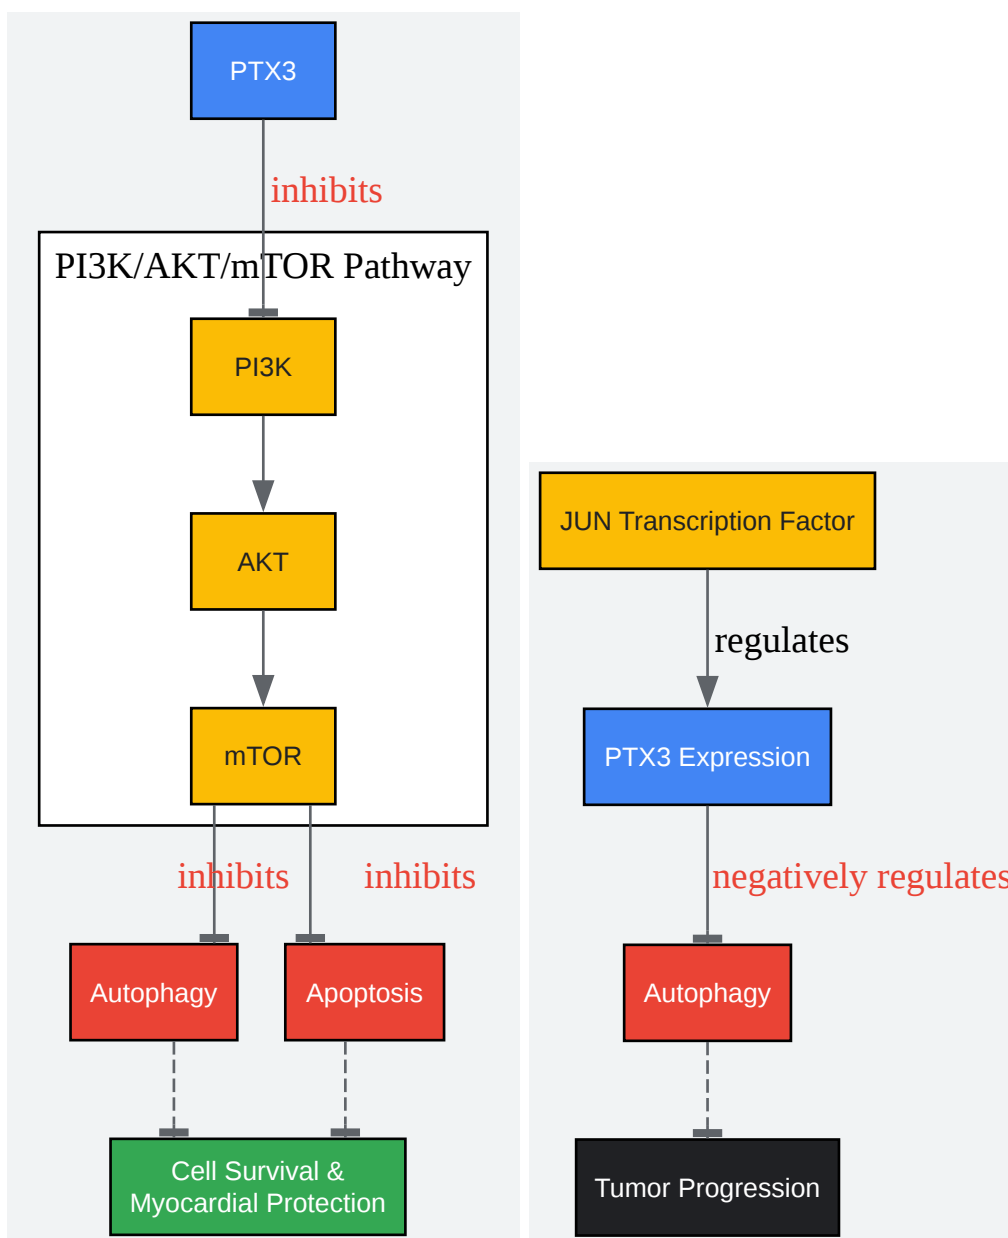 PTX3
inhibits
PI3K/AKT/mTOR Pathway
PI3K
AKT
mTOR
inhibits
inhibits
Autophagy
Apoptosis
Cell Survival &
Myocardial Protection
JUN Transcription Factor
regulates
PTX3 Expression
negatively regulates
Autophagy
Tumor Progression